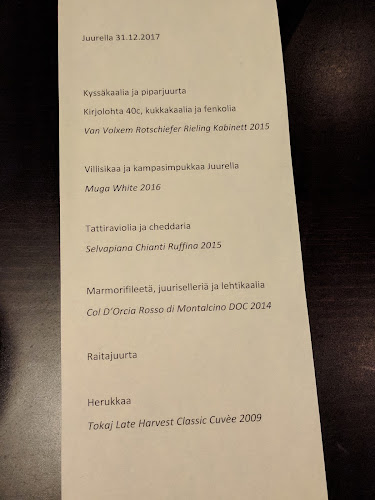 Juurella 31.12.2017
Kyssäkaalia ja piparjuurta
Kirjolohta 40c, kukkakaalia ja fenkolia
Van Volxem Rotschiefer Rieling Kabinett 2015
Villisikaa ja kampasimpukkaa Juurella
Muga White 2016
Tattiraviolia ja cheddaria
Selvapiana Chianti Ruffina 2015
Marmorifileetä, juuriselleriä ja lehtikaalia
Col D'Orcia Rosso di Montalcino DOC 2014
Raitajuurta
Herukkaa
Tokaj Late Harvest Classic Cuvèe 2009